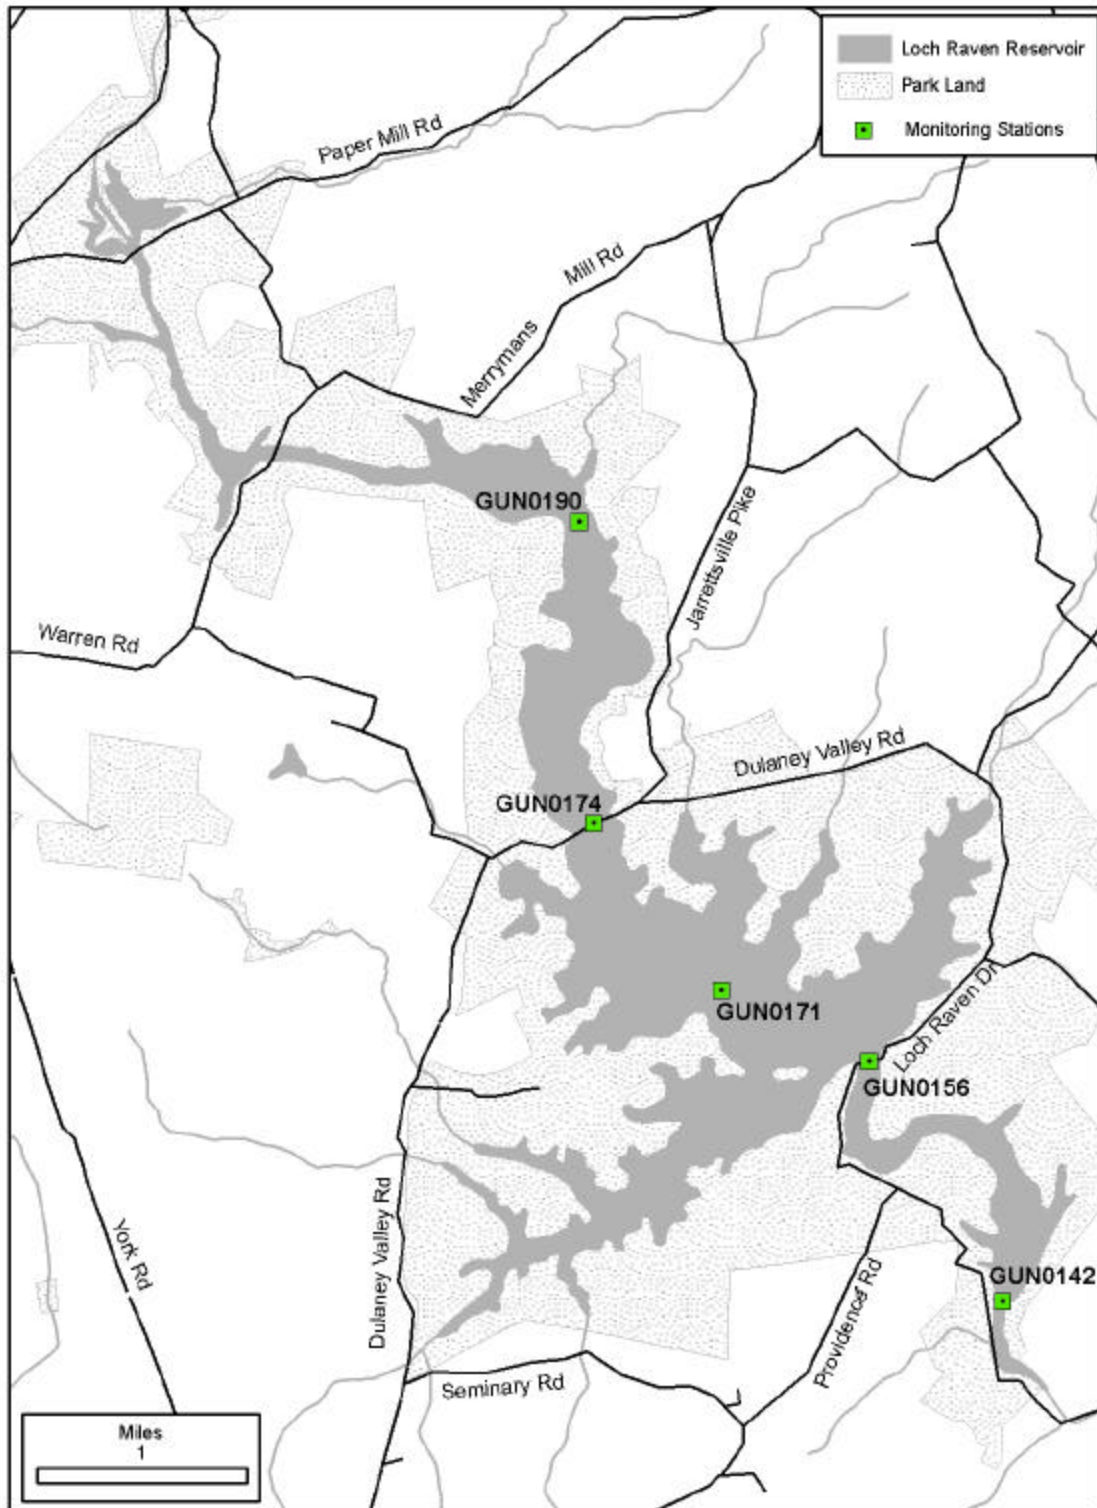 Loch Raven Reservoir
Park Land
Monitoring Stations
Paper Mill Rd
Merrymans Mill Rd
GUN0190
Jarrettsville Pike
Warren Rd
Dulaney Valley Rd
GUN0174
GUN0171
Loch Raven Dr
GUN0156
Dulaney Valley Rd
York Rd
GUN0142
Providence Rd
Seminary Rd
Miles
1